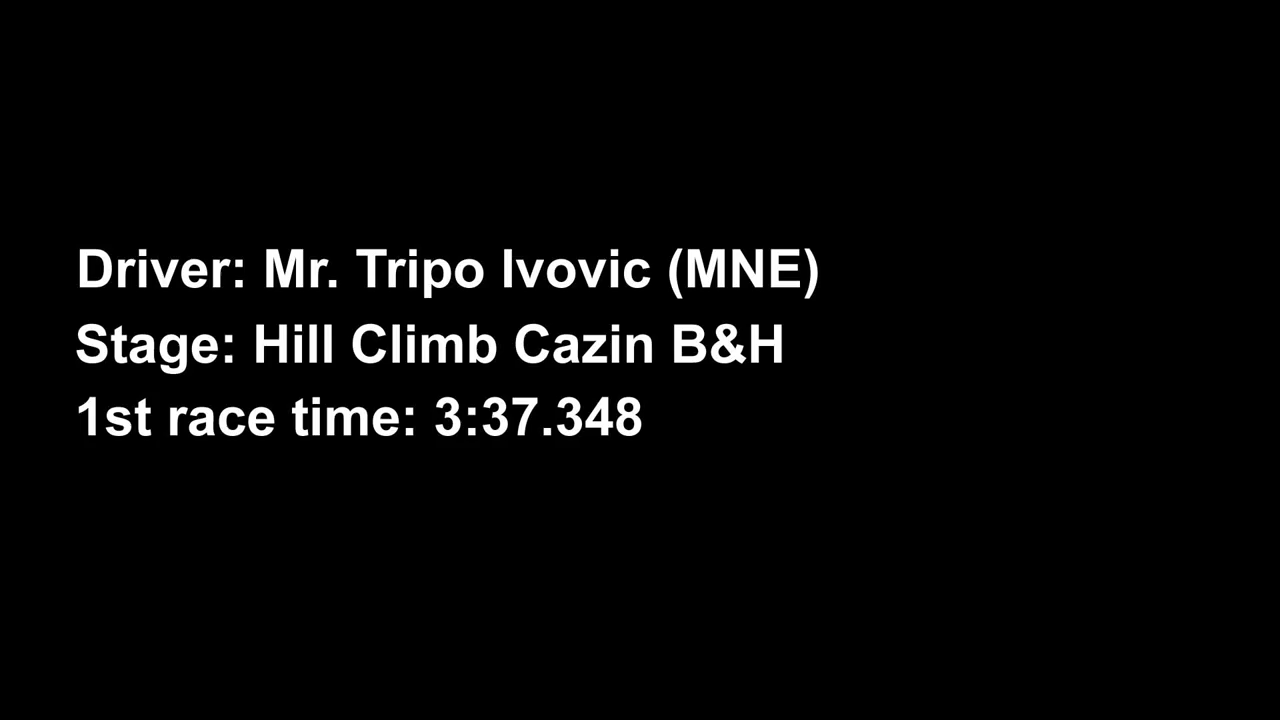 Driver: Mr. Tripo Ivovic (MNE)
Stage: Hill Climb Cazin B&H
1st race time: 3:37.348